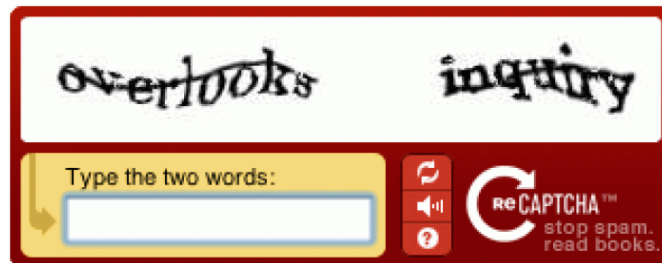 overlooks inquiry
Type the two words:
ReCAPTCHA™
stop spam.
read books.